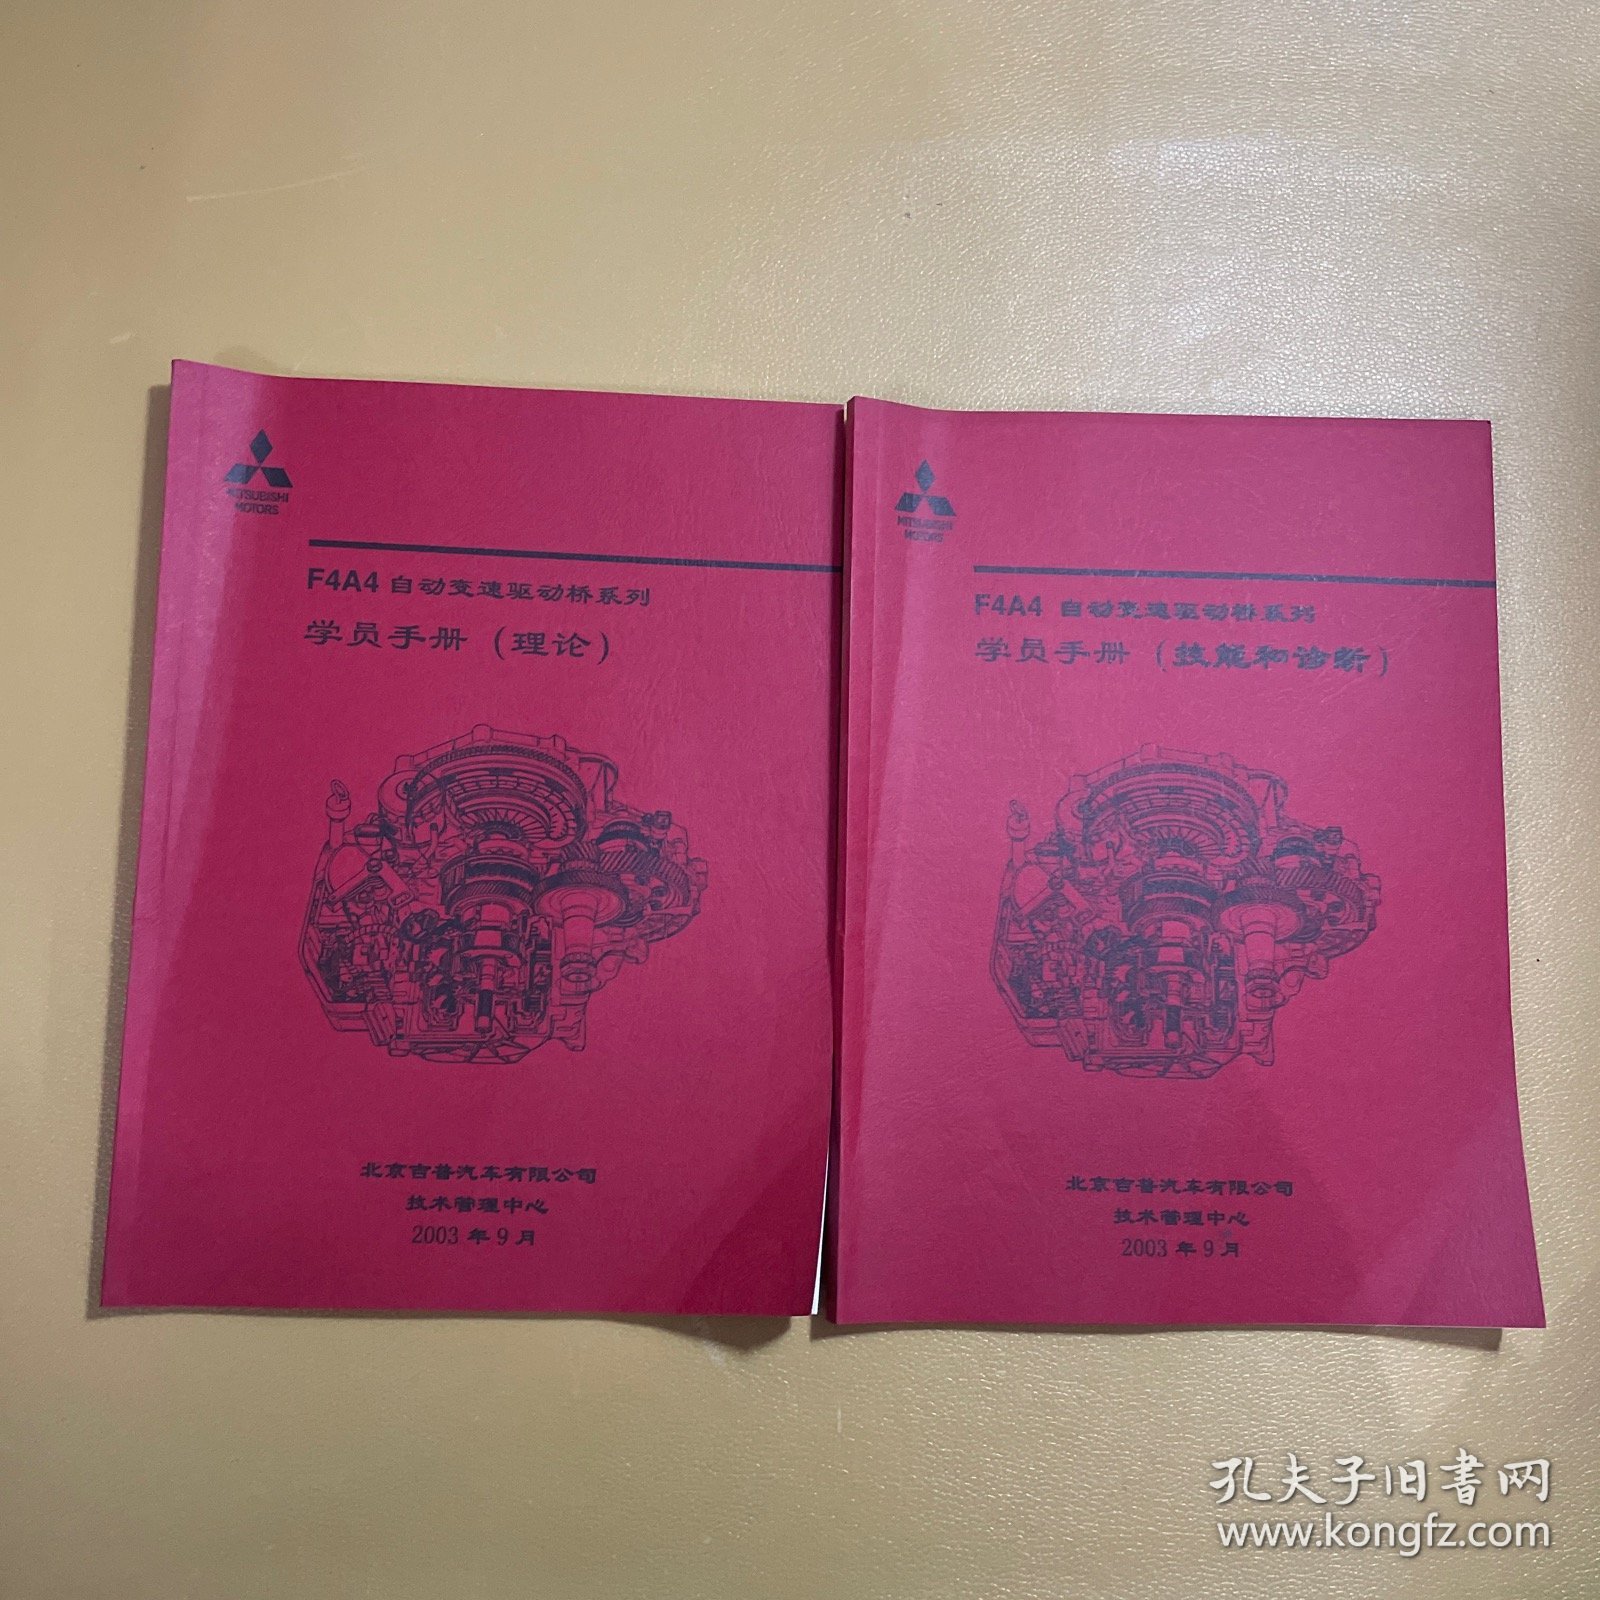 MITSUBISHI
MOTORS
F4A4 自动变速驱动桥系列
学员手册（理论）
北京吉普汽车有限公司
技术管理中心
2003 年 9 月
MITSUBISHI
MOTORS
F4A4 自动变速驱动桥系列
学员手册（技能和诊断）
北京吉普汽车有限公司
技术管理中心
2003 年 9 月
孔夫子旧书网
www.kongfz.com